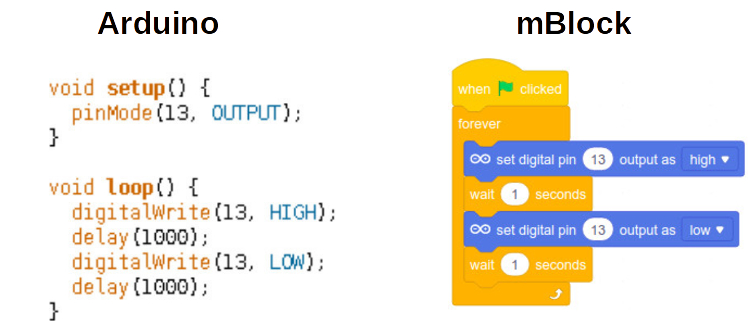 Arduino
void setup() {
  pinMode(13, OUTPUT);
}
void loop() {
  digitalWrite(13, HIGH);
  delay(1000);
  digitalWrite(13, LOW);
  delay(1000);
}
mBlock
when clicked
forever
set digital pin 13 output as high
wait 1 seconds
set digital pin 13 output as low
wait 1 seconds